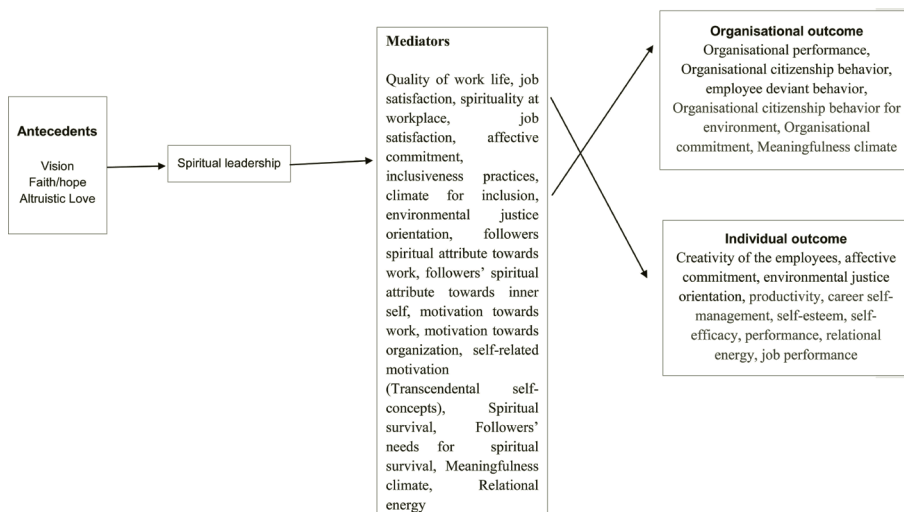 Antecedents
Vision
Faith/hope
Altruistic Love
Spiritual leadership
Mediators
Quality of work life, job
satisfaction, spirituality at
workplace, job
satisfaction, affective
commitment,
inclusiveness practices,
climate for inclusion,
environmental justice
orientation, followers
spiritual attribute towards
work, followers' spiritual
attribute towards inner
self, motivation towards
work, motivation towards
organization, self-related
motivation
(Transcendental self-
concepts), Spiritual
survival, Followers'
needs for spiritual
survival, Meaningfulness
climate, Relational
energy
Organisational outcome
Organisational performance,
Organisational citizenship behavior,
employee deviant behavior,
Organisational citizenship behavior for
environment, Organisational
commitment, Meaningfulness climate
Individual outcome
Creativity of the employees, affective
commitment, environmental justice
orientation, productivity, career self-
management, self-esteem, self-
efficacy, performance, relational
energy, job performance